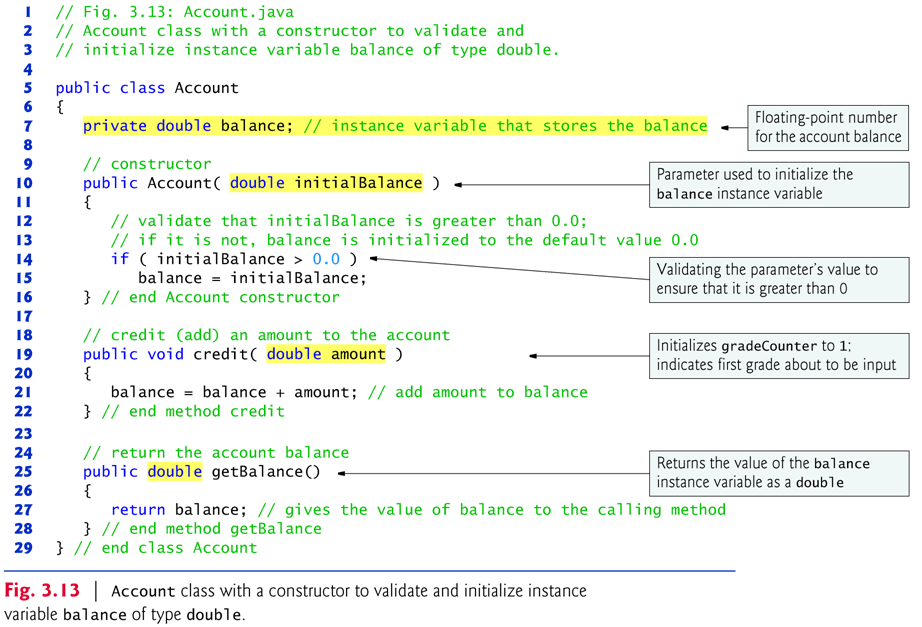 1 // Fig. 3.13: Account.java
2 // Account class with a constructor to validate and
3 // initialize instance variable balance of type double.
4
5 public class Account
6 {
7 private double balance; // instance variable that stores the balance
Floating-point number
for the account balance
8
9 // constructor
10 public Account( double initialBalance )
Parameter used to initialize the
balance instance variable
11 {
12 // validate that initialBalance is greater than 0.0;
13 // if it is not, balance is initialized to the default value 0.0
14 if ( initialBalance > 0.0 )
15 balance = initialBalance;
Validating the parameter's value to
ensure that it is greater than 0
16 } // end Account constructor
17
18 // credit (add) an amount to the account
19 public void credit( double amount )
Initializes gradeCounter to 1;
indicates first grade about to be input
20 {
21 balance = balance + amount; // add amount to balance
22 } // end method credit
23
24 // return the account balance
25 public double getBalance()
Returns the value of the balance
instance variable as a double
26 {
27 return balance; // gives the value of balance to the calling method
28 } // end method getBalance
29 } // end class Account
Fig. 3.13 | Account class with a constructor to validate and initialize instance
variable balance of type double.